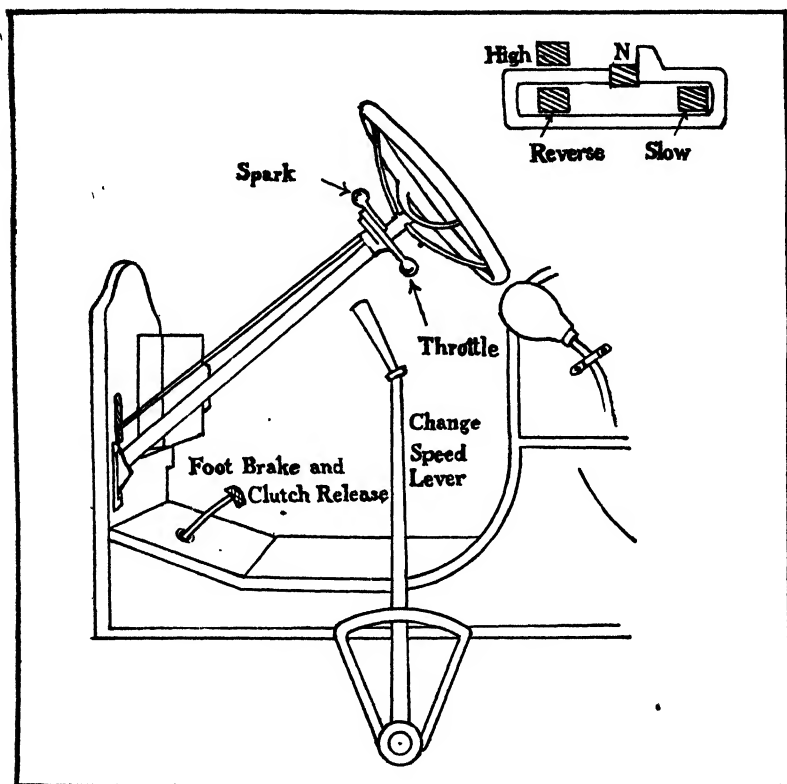 High N
Reverse Slow
Spark
Throttle
Change
Speed
Lever
Foot Brake and
Clutch Release